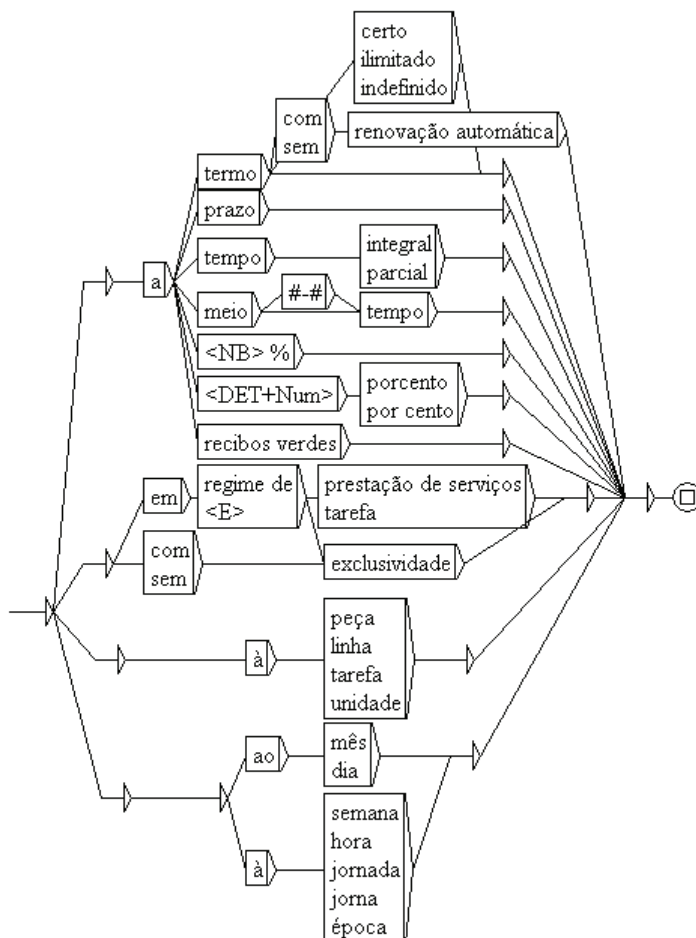 certo
ilimitado
indefinido
com
sem
renovação automática
termo
prazo
tempo
integral
parcial
a
meio
#-#
tempo
<NB> %
<DET+Num>
porcento
por cento
recibos verdes
em
regime de
<E>
prestação de serviços
tarefa
com
sem
exclusividade
à
peça
linha
tarefa
unidade
ao
mês
dia
à
semana
hora
jornada
jorna
época